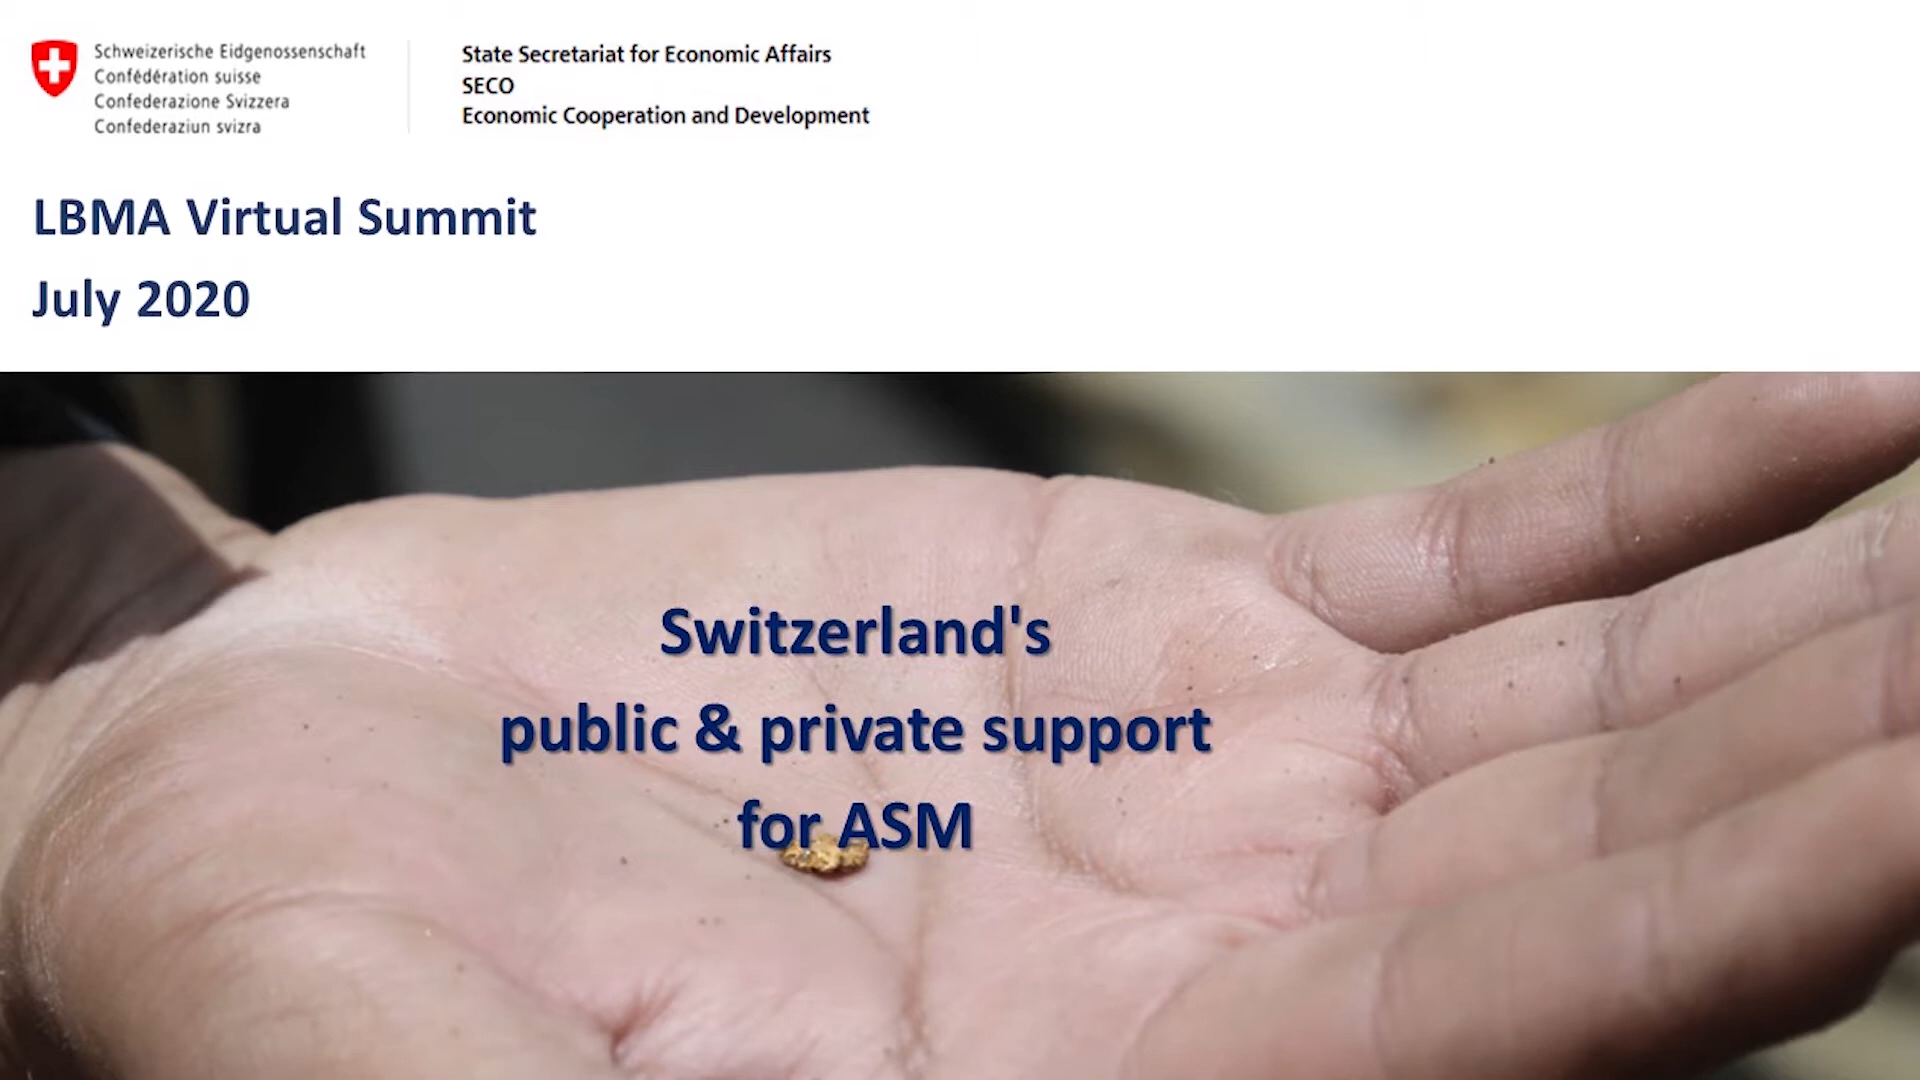 Schweizerische Eidgenossenschaft
Confédération suisse
Confederazione Svizzera
Confederaziun svizra
State Secretariat for Economic Affairs
SECO
Economic Cooperation and Development
LBMA Virtual Summit
July 2020
Switzerland's
public & private support
for ASM